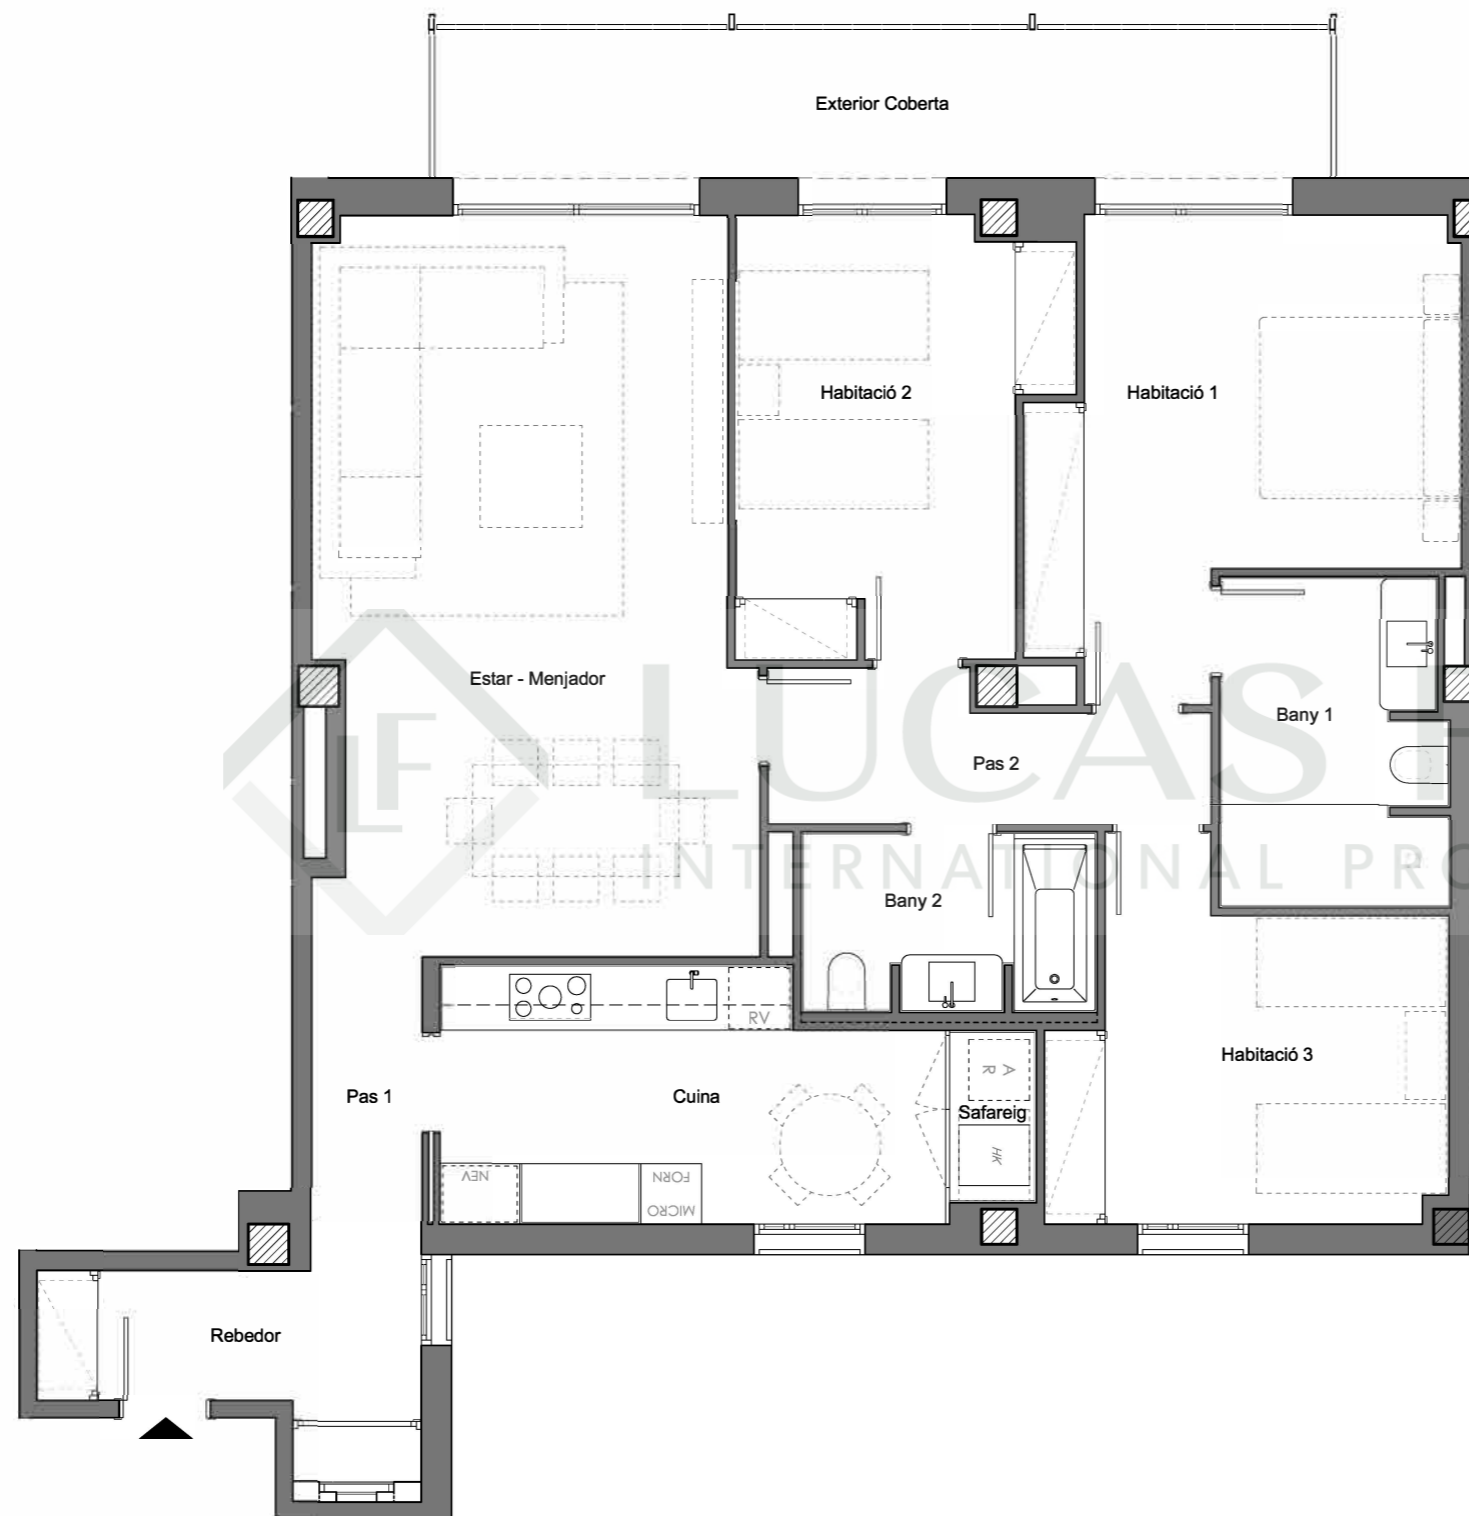 Exterior Coberta
Habitació 2
Habitació 1
Estar - Menjador
LF
LUCAS
Bany 1
Pas 2
INTERNATIONAL PRO
Bany 2
RV
Habitació 3
A R
Pas 1
Cuina
Safareig
HK
NEV
FORN
MICRO
Rebedor